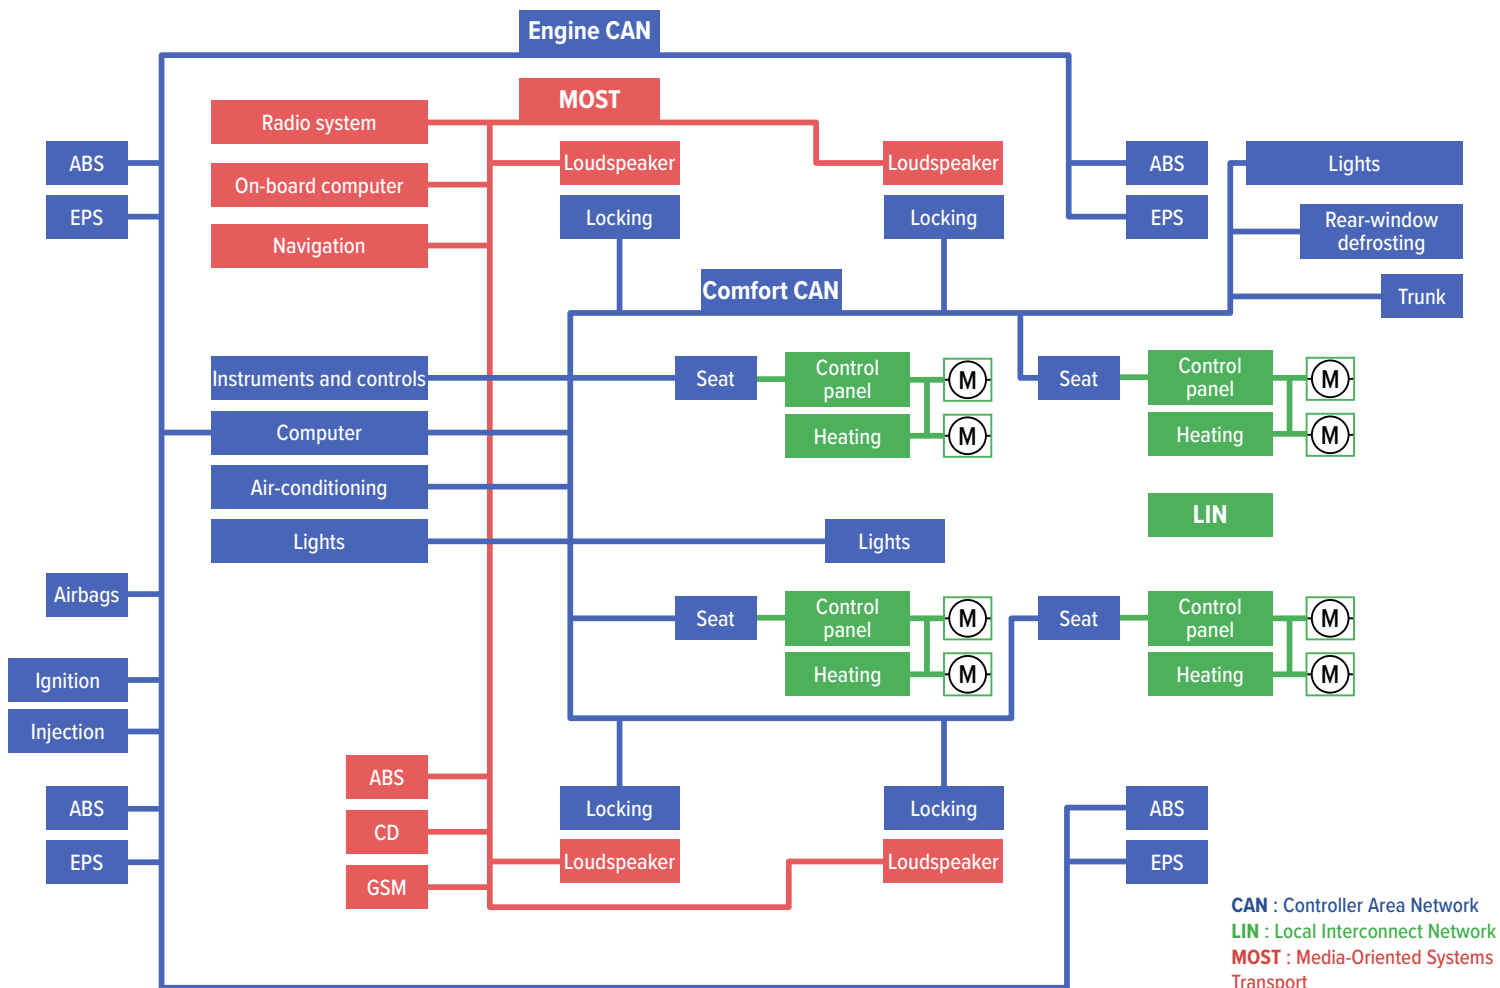 Engine CAN
MOST
Radio system
ABS
Loudspeaker
Loudspeaker
ABS
Lights
On-board computer
EPS
Locking
Locking
EPS
Rear-window
defrosting
Navigation
Comfort CAN
Trunk
Instruments and controls
Seat
Control
panel
M
Seat
Control
panel
M
Computer
Heating
M
Heating
M
Air-conditioning
LIN
Lights
Lights
Airbags
Seat
Control
panel
M
Seat
Control
panel
M
Ignition
Heating
M
Heating
M
Injection
ABS
ABS
Locking
Locking
ABS
CD
EPS
Loudspeaker
Loudspeaker
EPS
GSM
CAN : Controller Area Network
LIN : Local Interconnect Network
MOST : Media-Oriented Systems
Transport